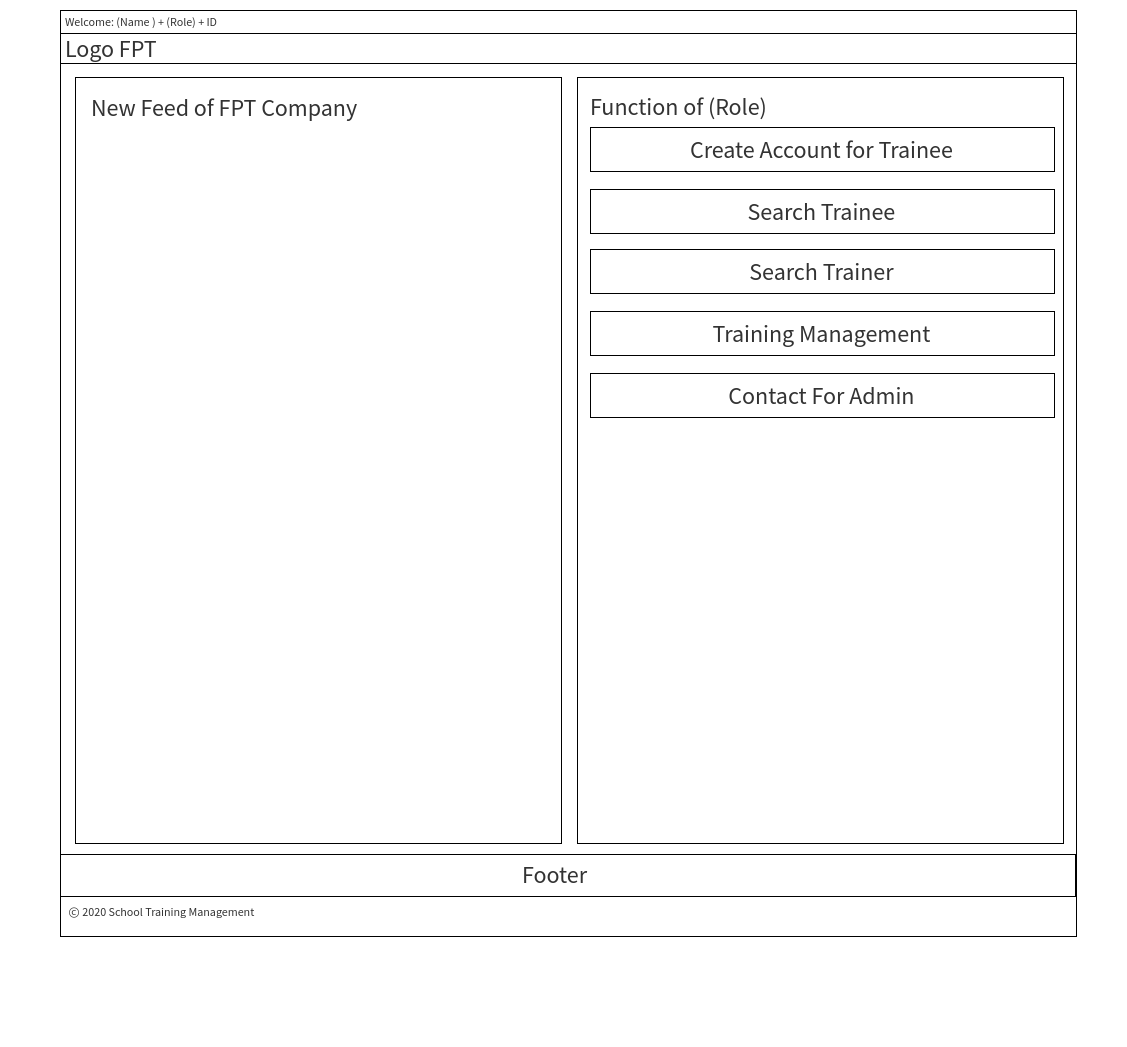 Welcome: (Name ) + (Role) + ID
Logo FPT
New Feed of FPT Company
Function of (Role)
Create Account for Trainee
Search Trainee
Search Trainer
Training Management
Contact For Admin
Footer
© 2020 School Training Management